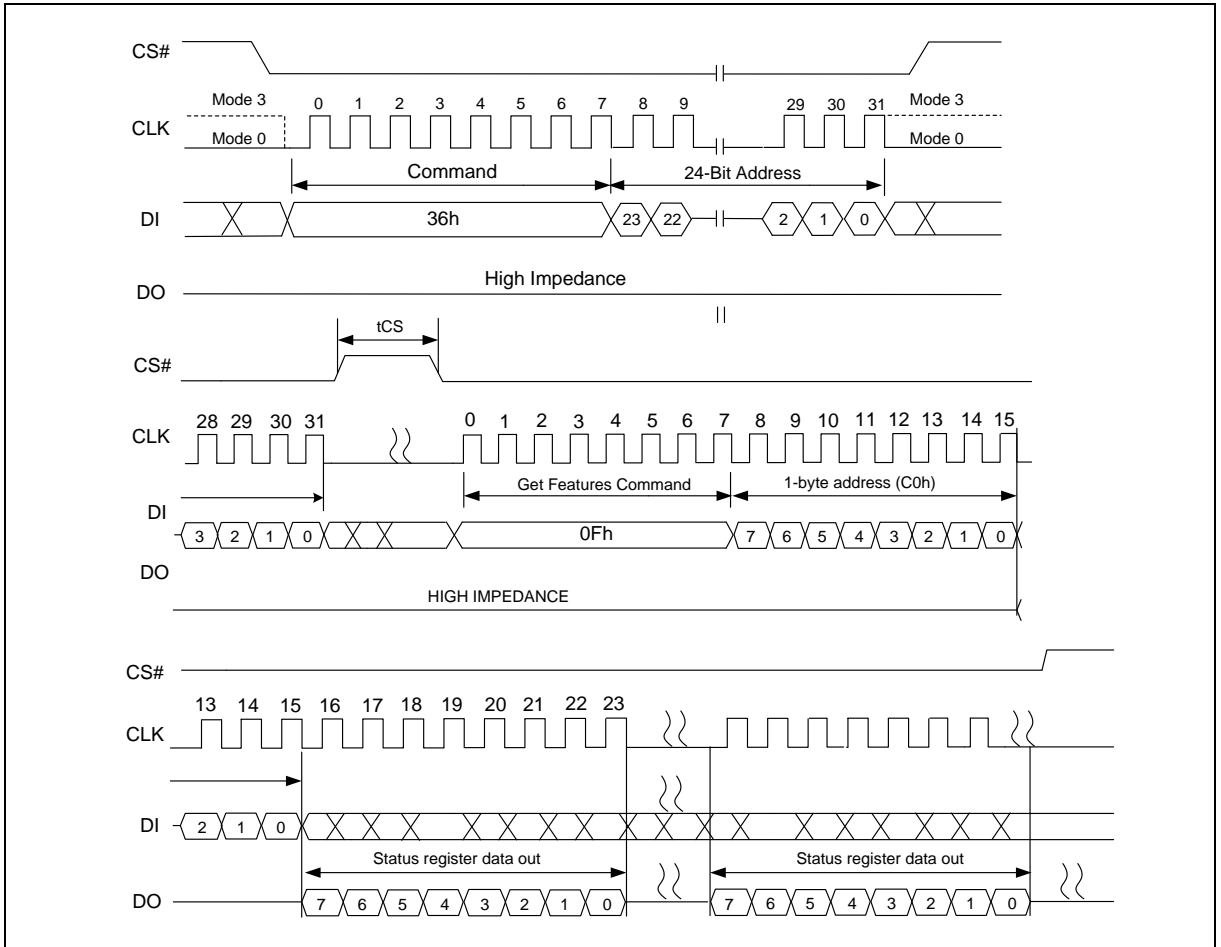 CS#
Mode 3 0 1 2 3 4 5 6 7 8 9 29 30 31 Mode 3
CLK
Mode 0 Mode 0
Command 24-Bit Address
DI 36h 23 22 2 1 0
High Impedance
DO
tCS
CS#
28 29 30 31 0 1 2 3 4 5 6 7 8 9 10 11 12 13 14 15
CLK
Get Features Command 1-byte address (C0h)
DI
3 2 1 0 0Fh 7 6 5 4 3 2 1 0
DO
HIGH IMPEDANCE
CS#
13 14 15 16 17 18 19 20 21 22 23
CLK
DI 2 1 0
Status register data out Status register data out
DO 7 6 5 4 3 2 1 0 7 6 5 4 3 2 1 0